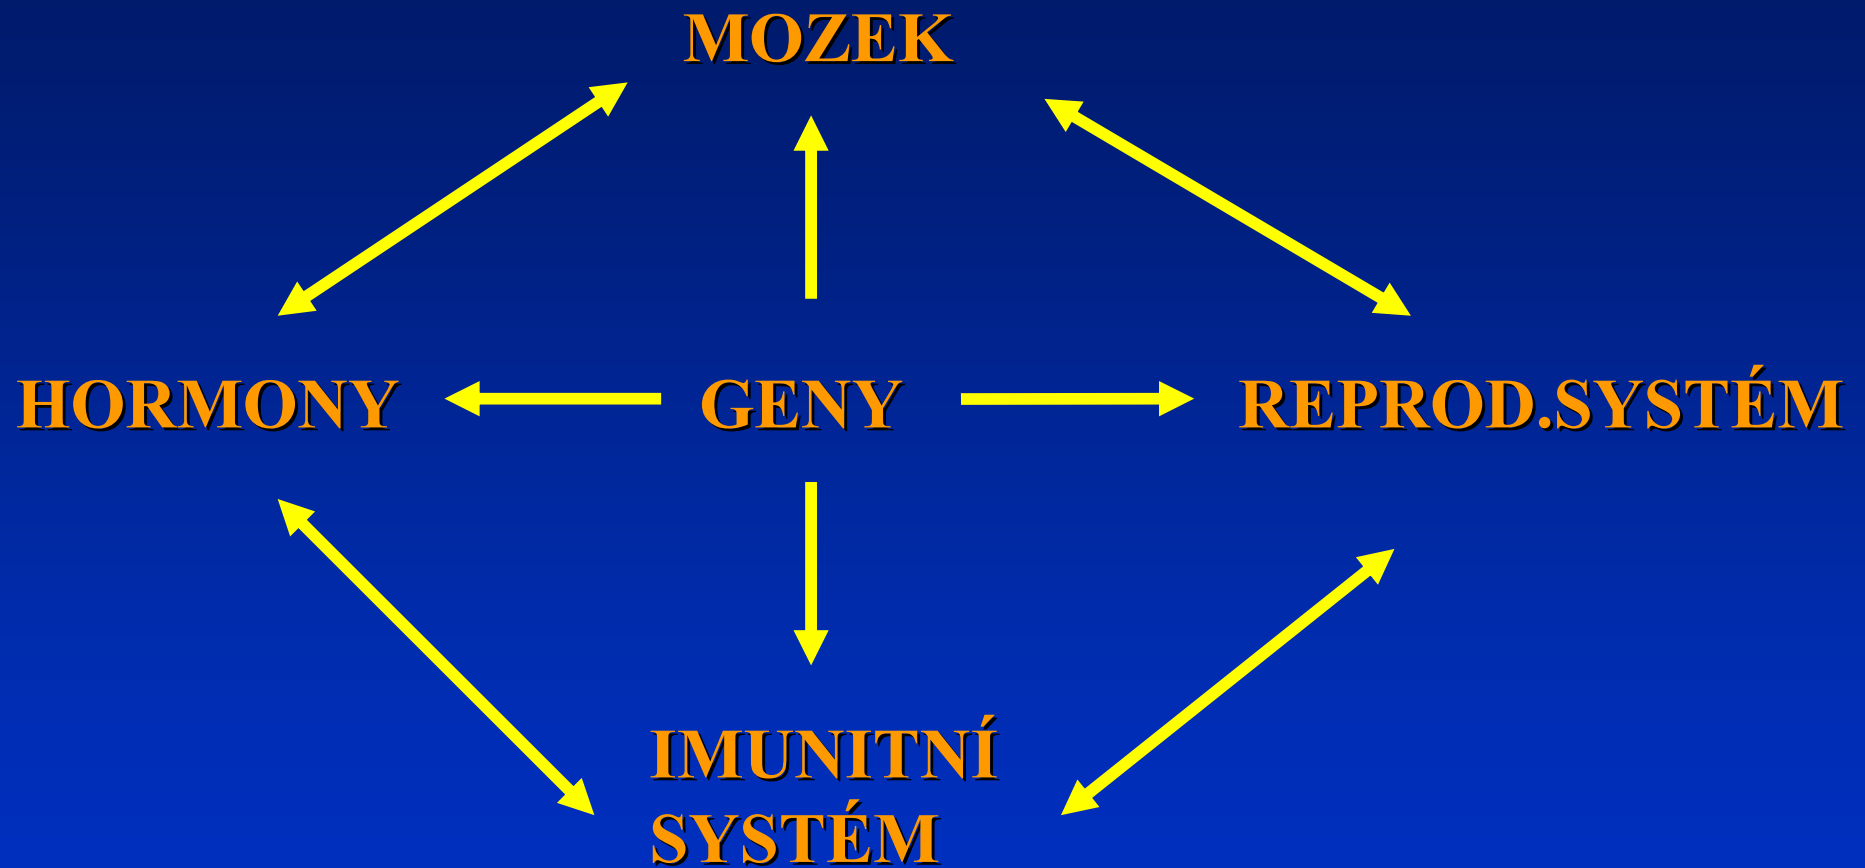 MOZEK
HORMONY
GENY
REPROD.SYSTÉM
IMUNITNÍ
SYSTÉM